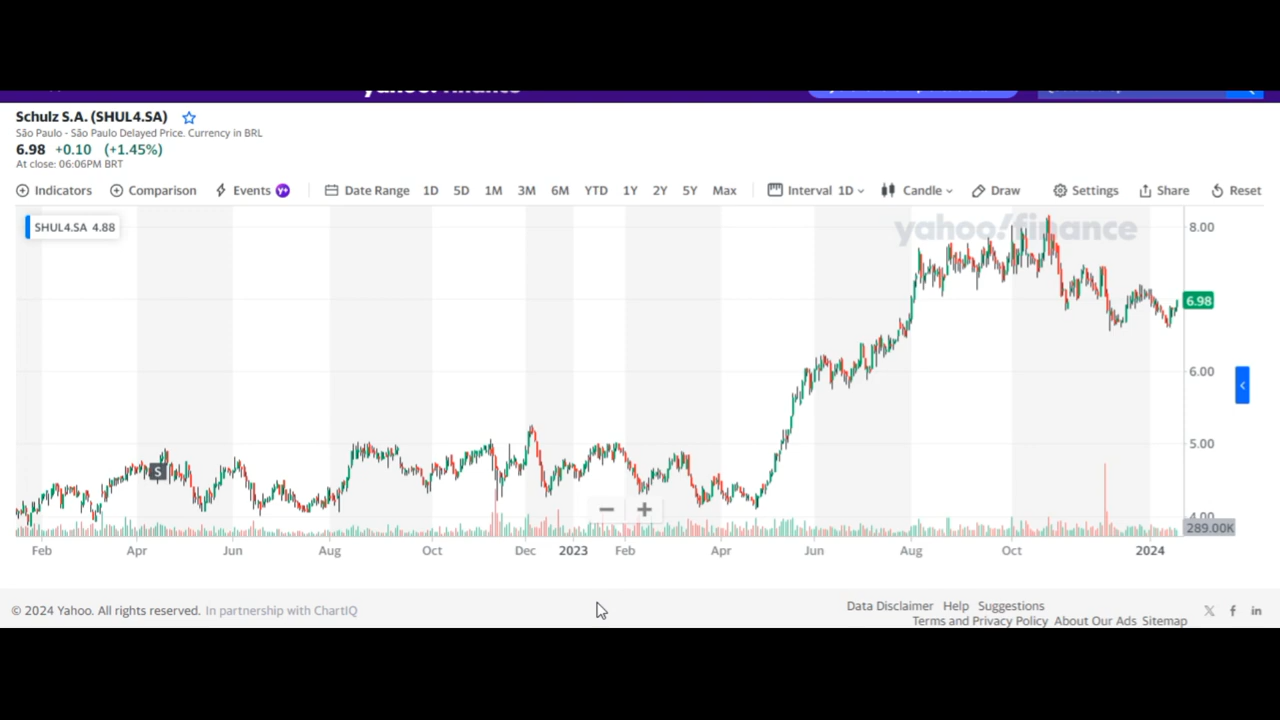 Schulz S.A. (SHUL4.SA)
São Paulo - São Paulo Delayed Price. Currency in BRL
6.98 +0.10 (+1.45%)
At close: 06:06PM BRT
Indicators Comparison Events Y+ Date Range 1D 5D 1M 3M 6M YTD 1Y 2Y 5Y Max Interval 1D Candle Draw Settings Share Reset
SHUL4.SA 4.88
yahoo!finance
8.00
6.98
6.00
5.00
S
4.00
289.00K
Feb Apr Jun Aug Oct Dec 2023 Feb Apr Jun Aug Oct 2024
© 2024 Yahoo. All rights reserved. In partnership with ChartIQ
Data Disclaimer Help Suggestions
Terms and Privacy Policy About Our Ads Sitemap